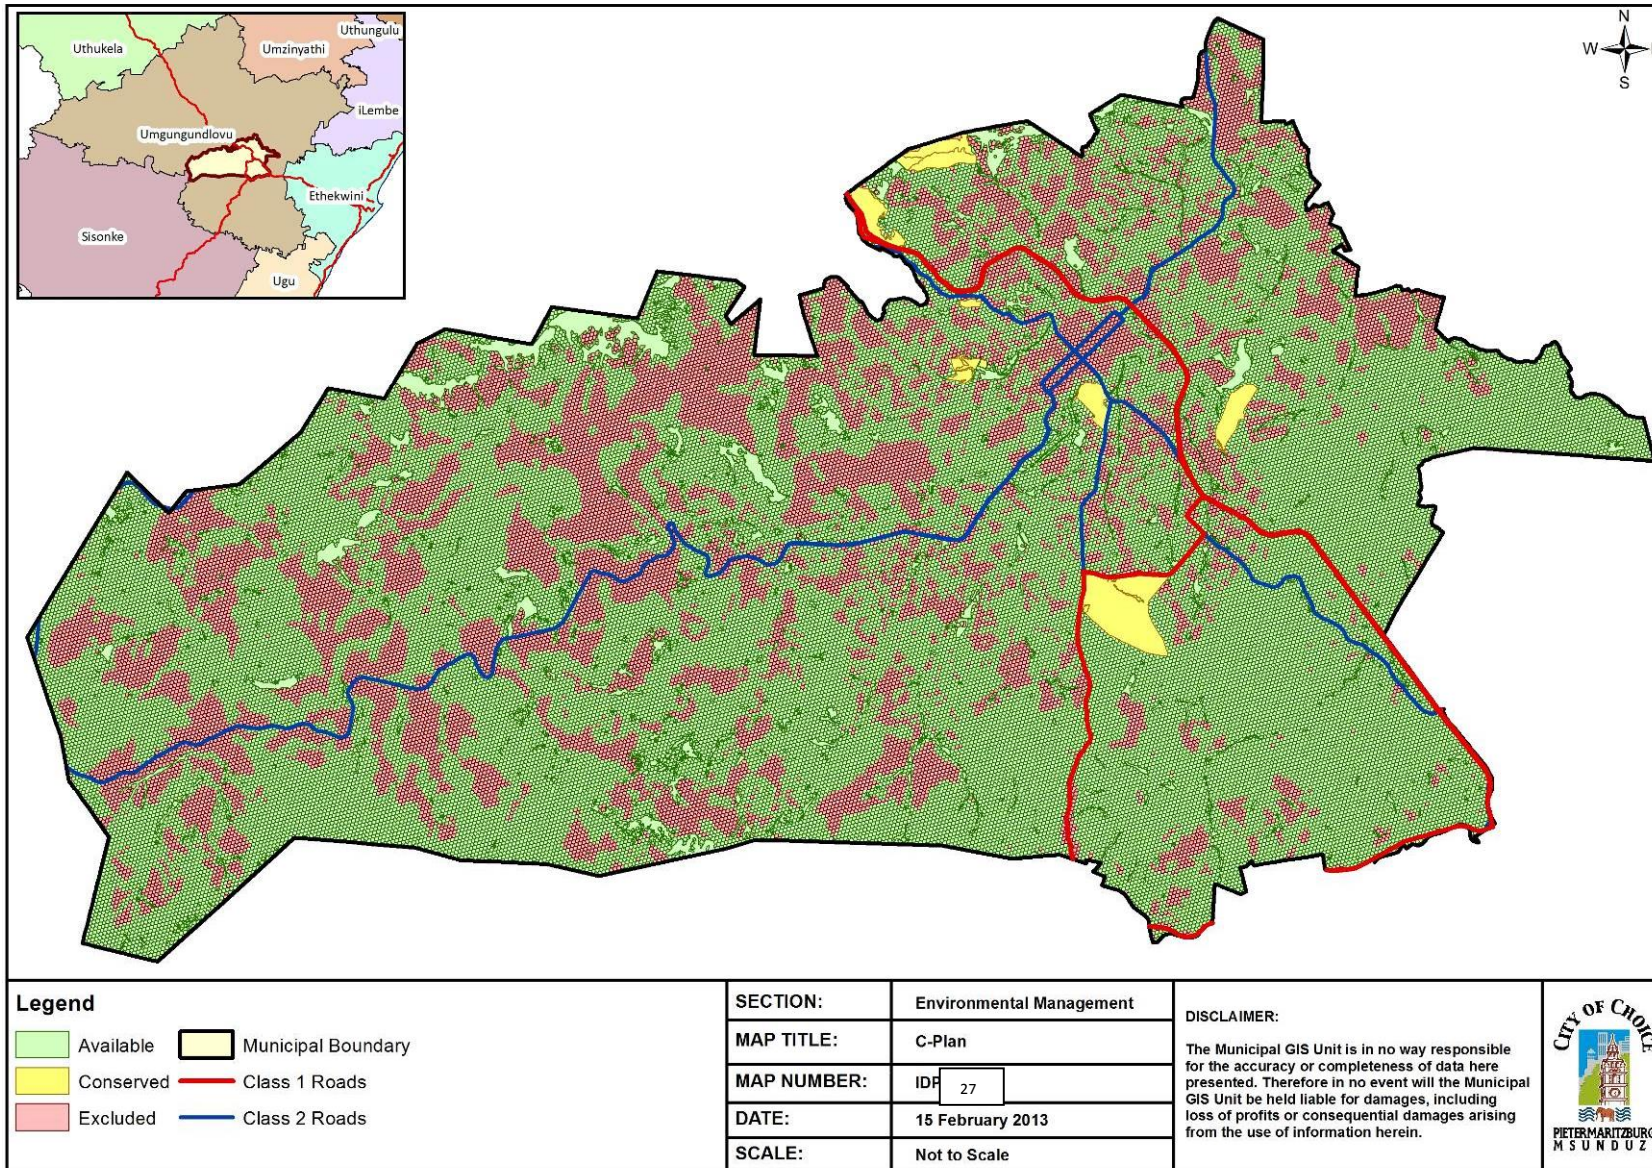 Uthukela
Umzinyathi
Uthungulu
iLembe
Umgungundlovu
Ethekwini
Sisonke
Ugu
N
W
S
Legend
Available
Municipal Boundary
Conserved
Class 1 Roads
Excluded
Class 2 Roads
SECTION:
Environmental Management
MAP TITLE:
C-Plan
MAP NUMBER:
IDP 27
DATE:
15 February 2013
SCALE:
Not to Scale
DISCLAIMER:
The Municipal GIS Unit is in no way responsible
for the accuracy or completeness of data here
presented. Therefore in no event will the Municipal
GIS Unit be held liable for damages, including
loss of profits or consequential damages arising
from the use of information herein.
CITY OF CHOICE
PIETERMARITZBURG
MSUNDUZ